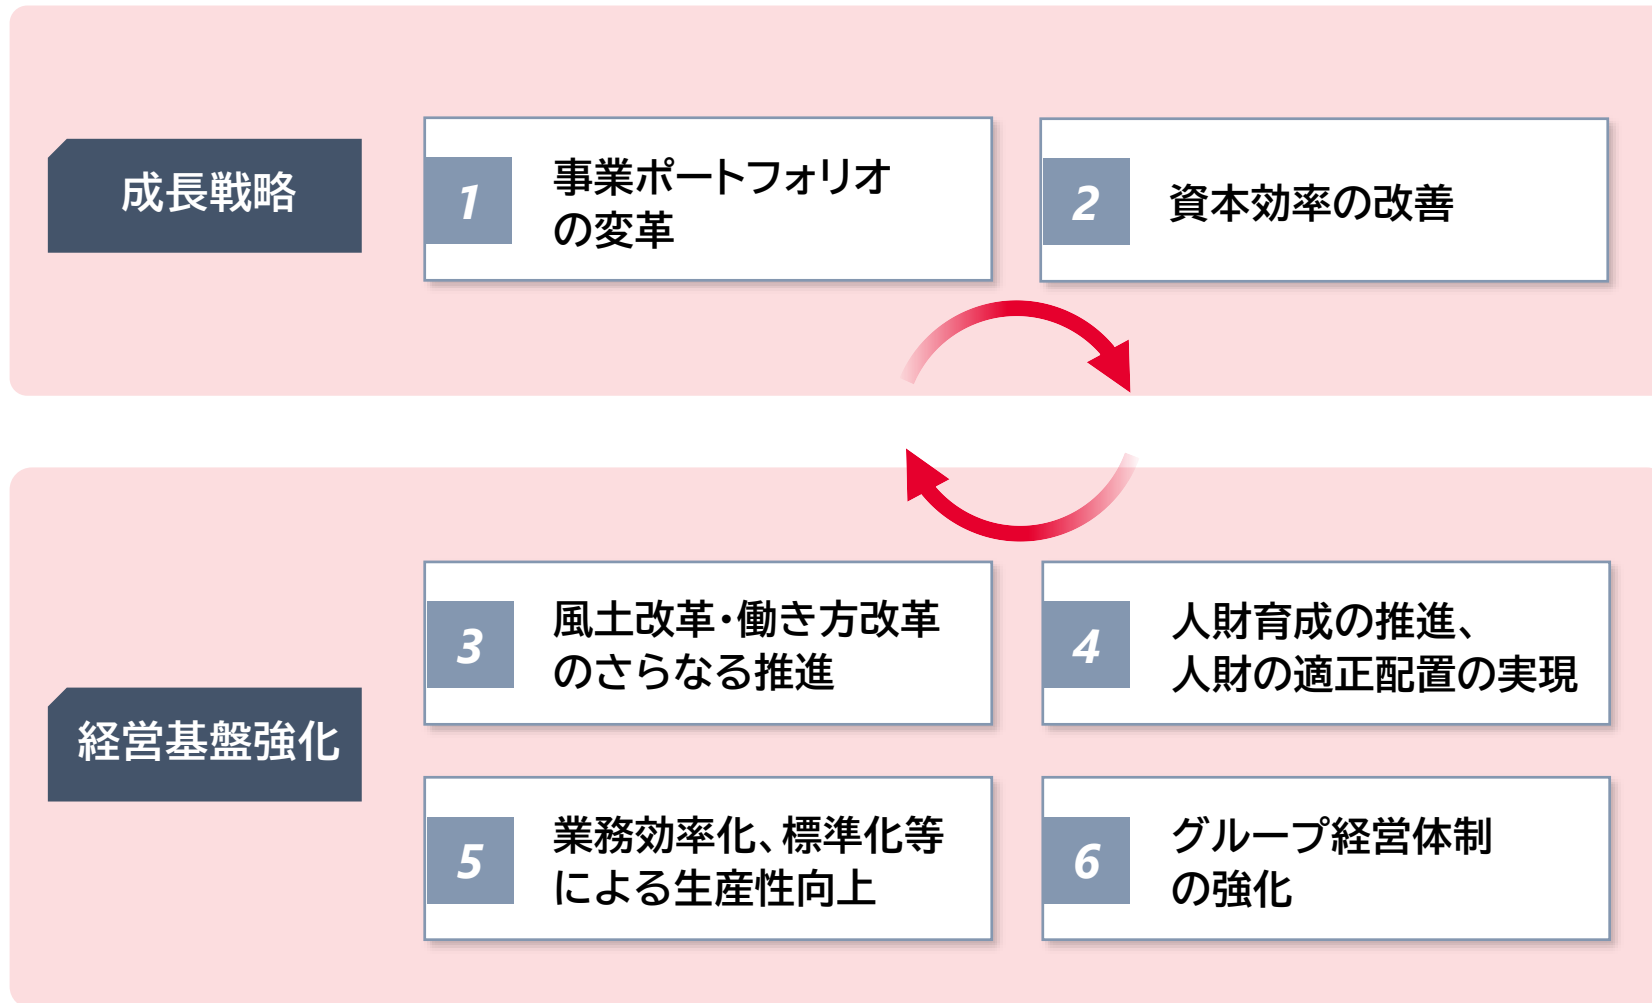 成長戦略
1
事業ポートフォリオ
の変革
2
資本効率の改善
経営基盤強化
3
風土改革・働き方改革
のさらなる推進
4
人財育成の推進、
人財の適正配置の実現
5
業務効率化、標準化等
による生産性向上
6
グループ経営体制
の強化